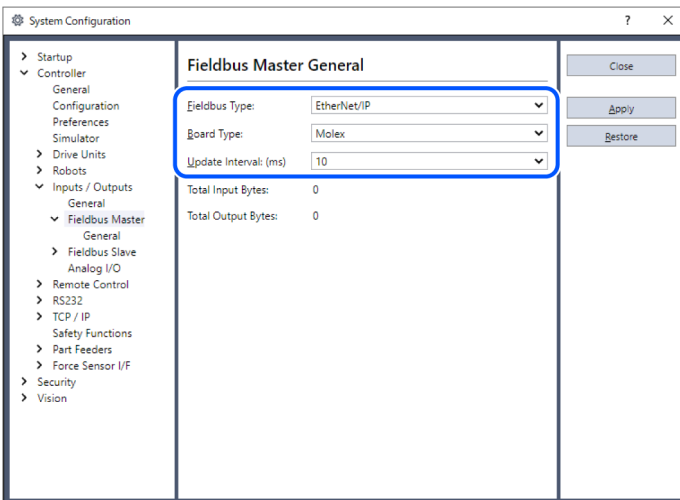 System Configuration
?
Startup
Controller
General
Configuration
Preferences
Simulator
Drive Units
Robots
Inputs / Outputs
General
Fieldbus Master
General
Fieldbus Slave
Analog I/O
Remote Control
RS232
TCP / IP
Safety Functions
Part Feeders
Force Sensor I/F
Security
Vision
Fieldbus Master General
Fieldbus Type: EtherNet/IP
Board Type: Molex
Update Interval: (ms) 10
Total Input Bytes: 0
Total Output Bytes: 0
Close
Apply
Restore